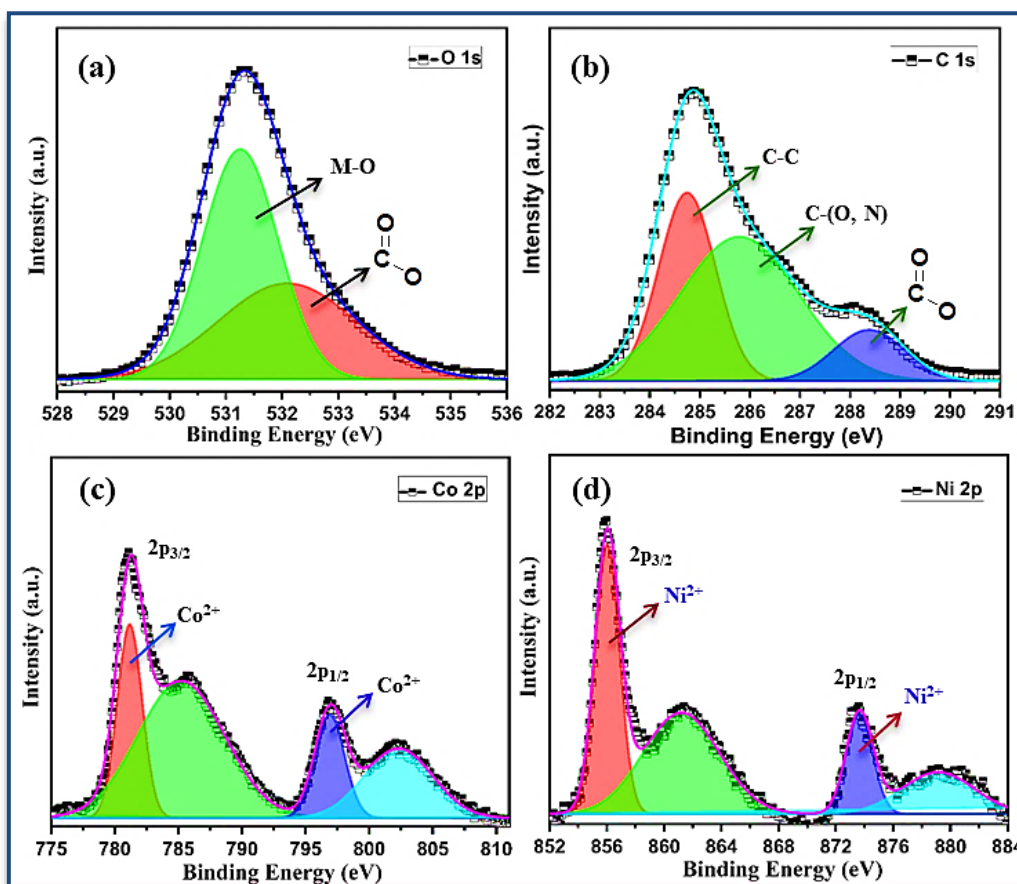 (a)
O 1s
M-O
O
C
O
Intensity (a.u.)
528 529 530 531 532 533 534 535 536
Binding Energy (eV)
(b)
C 1s
C-C
C-(O, N)
O
C
O
Intensity (a.u.)
282 283 284 285 286 287 288 289 290 291
Binding Energy (eV)
(c)
Co 2p
2p3/2
Co2+
2p1/2
Co2+
Intensity (a.u.)
775 780 785 790 795 800 805 810
Binding Energy (eV)
(d)
Ni 2p
2p3/2
Ni2+
2p1/2
Ni2+
Intensity (a.u.)
852 856 860 864 868 872 876 880 884
Binding Energy (eV)